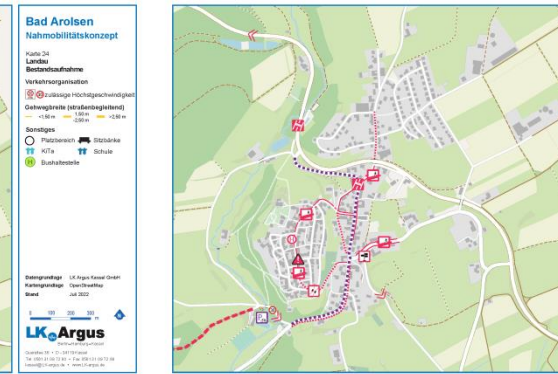 Bad Arolsen
Nahmobilitätskonzept
Karte 24
Landau
Bestandsaufnahme
Verkehrsorganisation
zulässige Höchstgeschwindigkeit
Gehwegbreite (straßenbegleitend)
<1,50 m 1,50 m -2,50 m >2,50 m
Sonstiges
Platzbereich Sitzbänke
KiTa Schule
H Bushaltestelle
Datengrundlage LK Argus Kassel GmbH
Kartengrundlage OpenStreetMap
Stand Juli 2022
0 100 200 300 m
LK Argus